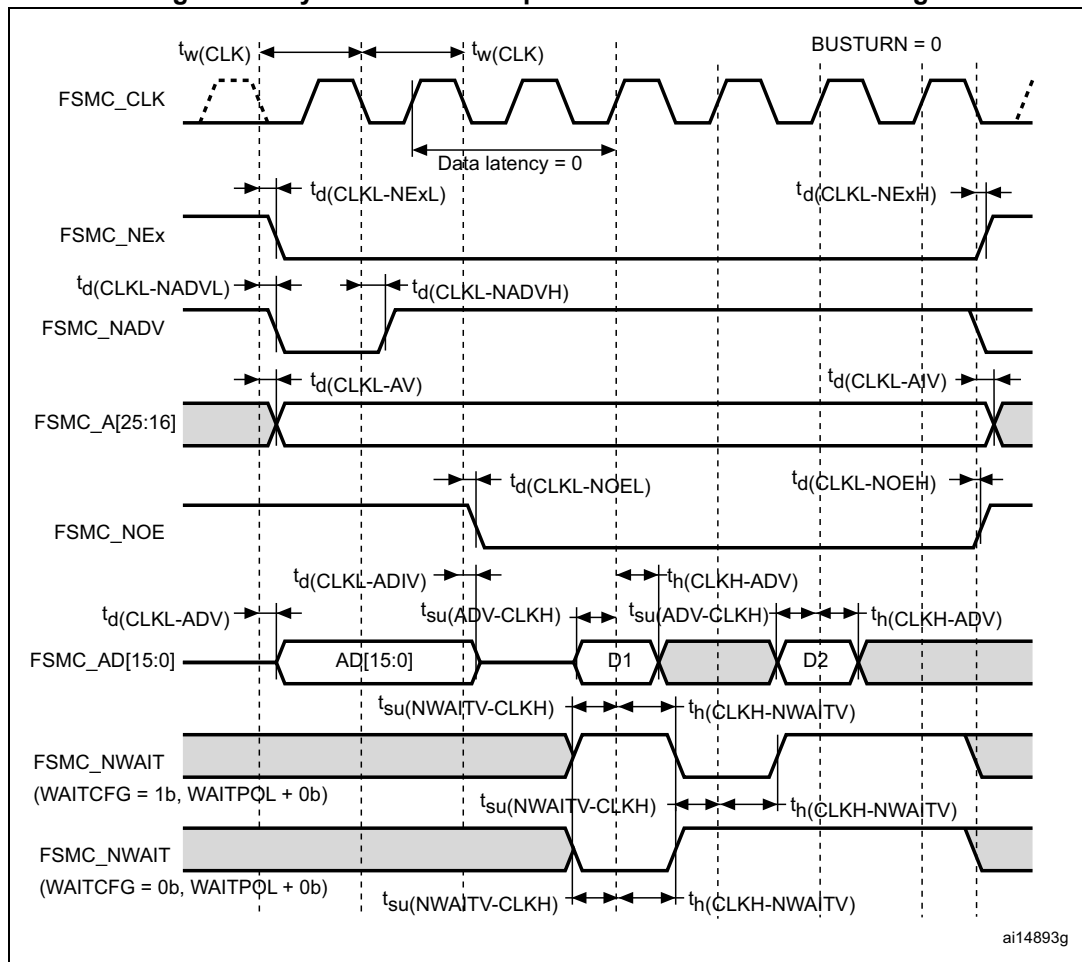 tw(CLK) tw(CLK) BUSTURN = 0
FSMC_CLK
Data latency = 0
td(CLKL-NExL) td(CLKL-NExH)
FSMC_NEx
td(CLKL-NADVL) td(CLKL-NADVH)
FSMC_NADV
td(CLKL-AV) td(CLKL-AIV)
FSMC_A[25:16]
td(CLKL-NOEL) td(CLKL-NOEH)
FSMC_NOE
td(CLKL-ADIV) th(CLKH-ADV)
td(CLKL-ADV) tsu(ADV-CLKH) tsu(ADV-CLKH) th(CLKH-ADV)
FSMC_AD[15:0] AD[15:0] D1 D2
tsu(NWAITV-CLKH) th(CLKH-NWAITV)
FSMC_NWAIT
(WAITCFG = 1b, WAITPOL + 0b)
tsu(NWAITV-CLKH) th(CLKH-NWAITV)
FSMC_NWAIT
(WAITCFG = 0b, WAITPOL + 0b)
tsu(NWAITV-CLKH) th(CLKH-NWAITV)
ai14893g